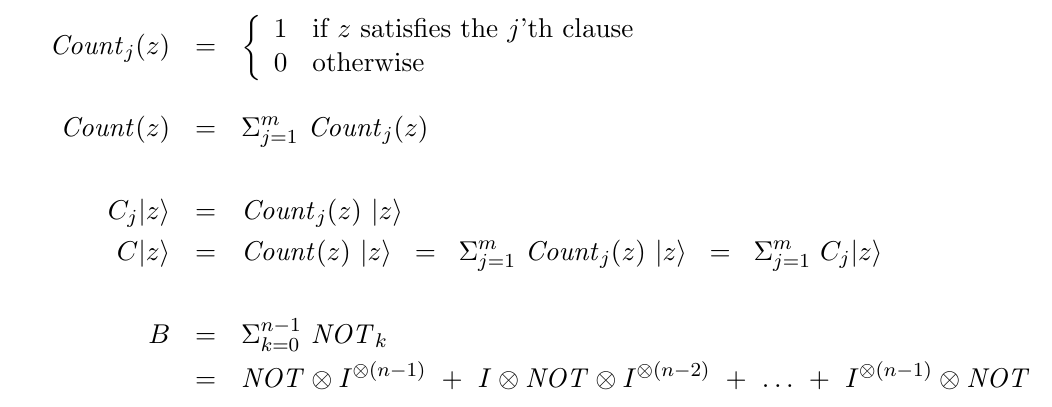 Count_j(z) = { 1 if z satisfies the j'th clause
0 otherwise
Count(z) = Σ_{j=1}^{m} Count_j(z)
C_j|z⟩ = Count_j(z) |z⟩
C|z⟩ = Count(z) |z⟩ = Σ_{j=1}^{m} Count_j(z) |z⟩ = Σ_{j=1}^{m} C_j|z⟩
B = Σ_{k=0}^{n−1} NOT_k
= NOT ⊗ I^{⊗(n−1)} + I ⊗ NOT ⊗ I^{⊗(n−2)} + ... + I^{⊗(n−1)} ⊗ NOT